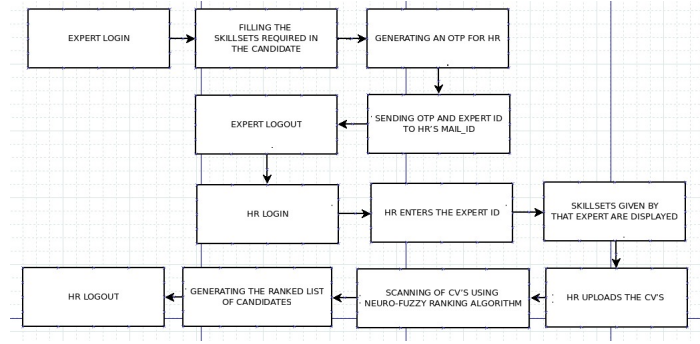 EXPERT LOGIN
FILLING THE
SKILLSETS REQUIRED IN
THE CANDIDATE
GENERATING AN OTP FOR HR
SENDING OTP AND EXPERT ID
TO HR'S MAIL_ID
EXPERT LOGOUT
HR LOGIN
HR ENTERS THE EXPERT ID
SKILLSETS GIVEN BY
THAT EXPERT ARE DISPLAYED
HR UPLOADS THE CV'S
SCANNING OF CV'S USING
NEURO-FUZZY RANKING ALGORITHM
GENERATING THE RANKED LIST
OF CANDIDATES
HR LOGOUT